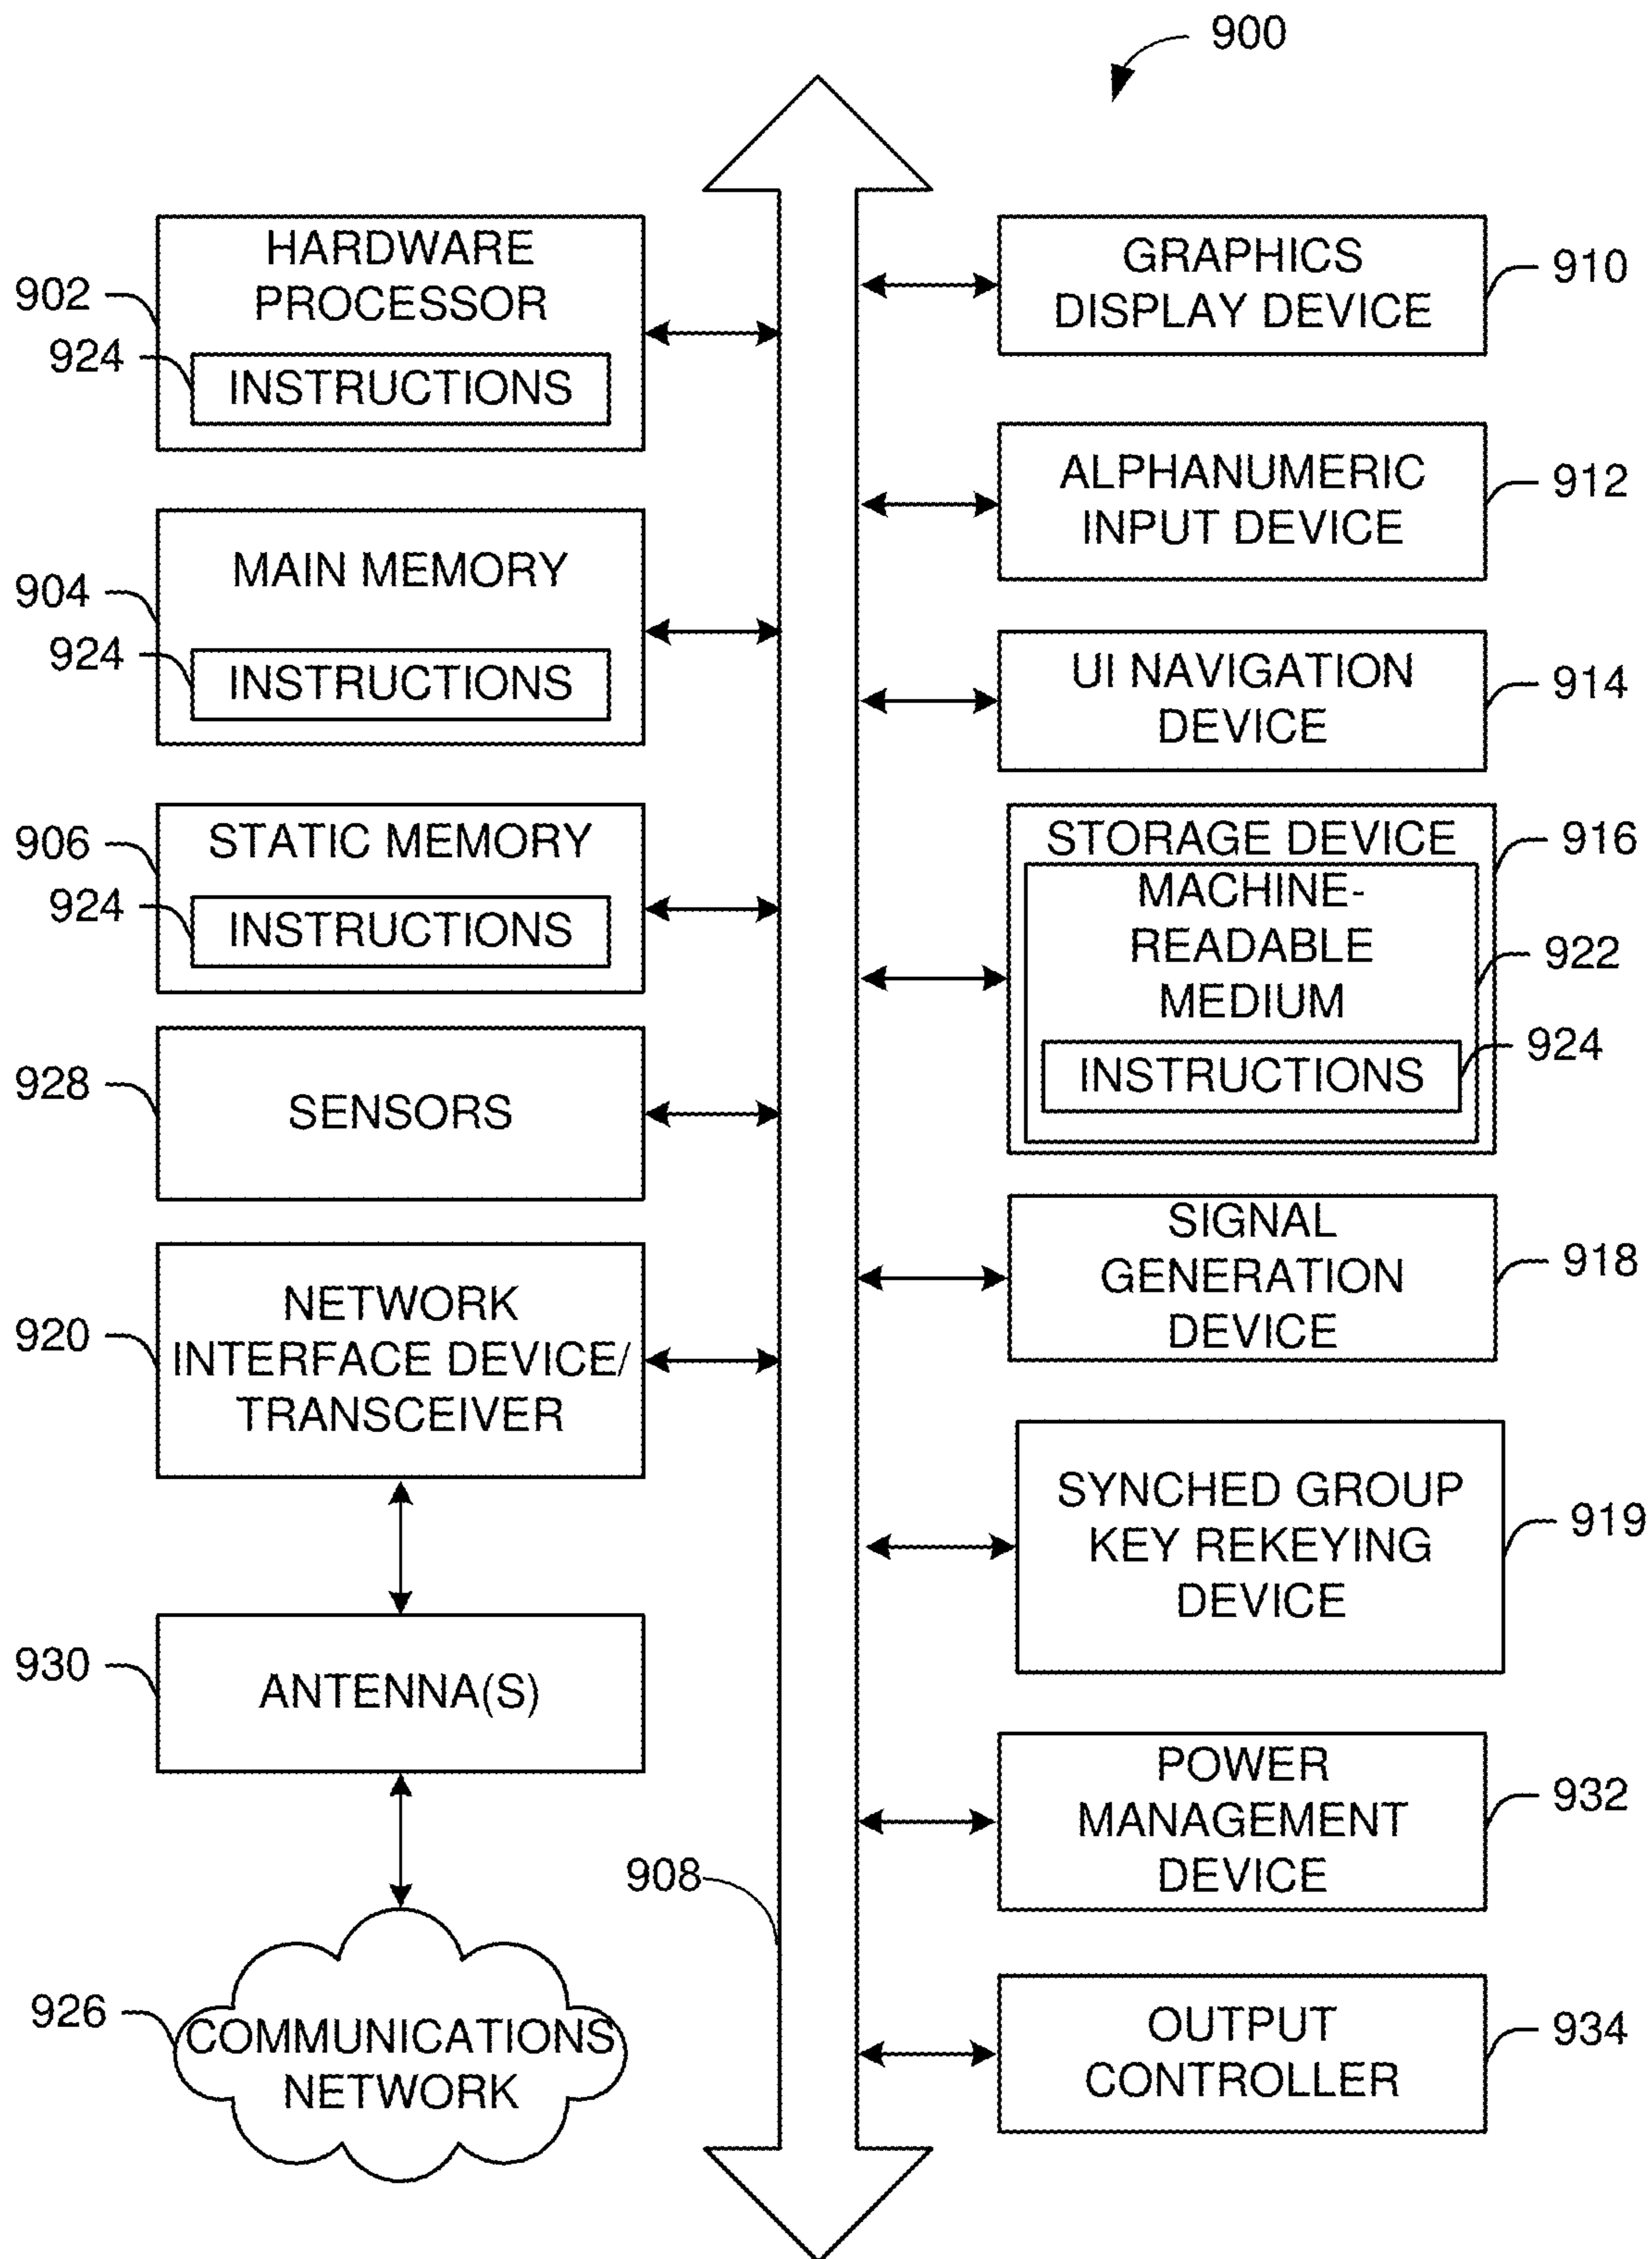 900
HARDWARE
PROCESSOR
902
924
INSTRUCTIONS
MAIN MEMORY
904
924
INSTRUCTIONS
STATIC MEMORY
906
924
INSTRUCTIONS
928
SENSORS
NETWORK
920
INTERFACE DEVICE/
TRANSCEIVER
930
ANTENNA(S)
908
926
COMMUNICATIONS
NETWORK
GRAPHICS
DISPLAY DEVICE
910
ALPHANUMERIC
INPUT DEVICE
912
UI NAVIGATION
DEVICE
914
STORAGE DEVICE
916
MACHINE-
READABLE
MEDIUM
922
INSTRUCTIONS
924
SIGNAL
GENERATION
DEVICE
918
SYNCHED GROUP
KEY REKEYING
DEVICE
919
POWER
MANAGEMENT
DEVICE
932
OUTPUT
CONTROLLER
934